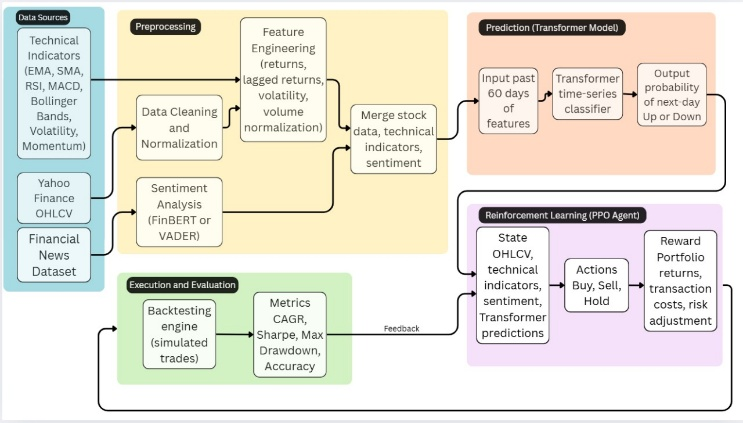 Data Sources
Technical
Indicators
(EMA, SMA,
RSI, MACD,
Bollinger
Bands,
Volatility,
Momentum)
Yahoo
Finance
OHLCV
Financial
News
Dataset
Preprocessing
Data Cleaning
and
Normalization
Sentiment
Analysis
(FinBERT or
VADER)
Feature
Engineering
(returns,
lagged returns,
volatility,
volume
normalization)
Merge stock
data, technical
indicators,
sentiment
Prediction (Transformer Model)
Input past
60 days
of
features
Transformer
time-series
classifier
Output
probability
of next-day
Up or Down
Reinforcement Learning (PPO Agent)
State
OHLCV,
technical
indicators,
sentiment,
Transformer
predictions
Actions
Buy, Sell,
Hold
Reward
Portfolio
returns,
transaction
costs, risk
adjustment
Execution and Evaluation
Backtesting
engine
(simulated
trades)
Metrics
CAGR,
Sharpe, Max
Drawdown,
Accuracy
Feedback